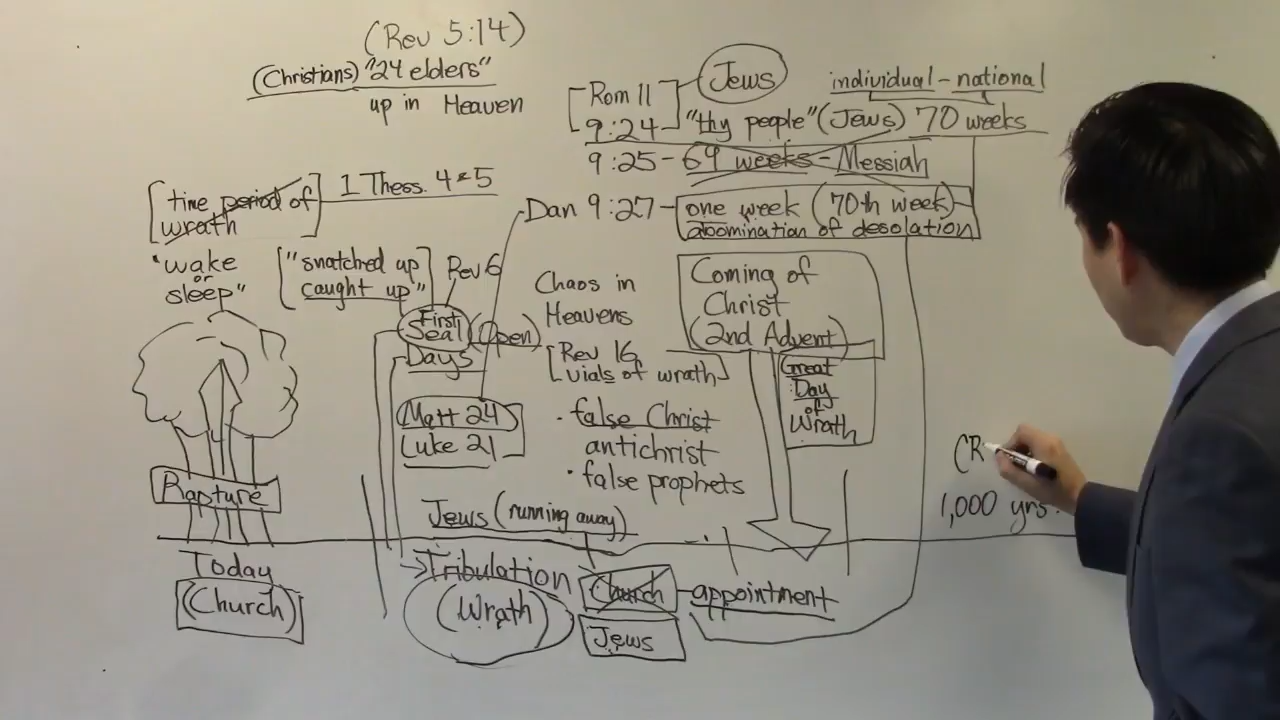 (Rev 5:14)
(Christians) "24 elders"
up in Heaven
Rom 11
Jews
individual - national
9:24 "thy people" (Jews) 70 weeks
9:25 - 69 weeks - Messiah
Dan 9:27 - one week (70th week)
abomination of desolation
time period of
wrath
1 Thess. 4 & 5
"wake
or
sleep"
"snatched up
caught up"
Rev 6
First
Seal (Open)
Days
Matt 24
Luke 21
Chaos in
Heavens
Rev 16
vials of wrath
· false Christ
antichrist
· false prophets
Coming of
Christ
(2nd Advent)
Great
Day
of
Wrath
Rapture
Jews (running away)
(R
1,000 yrs.
Today
(Church)
Tribulation
(Wrath)
Church - appointment
Jews